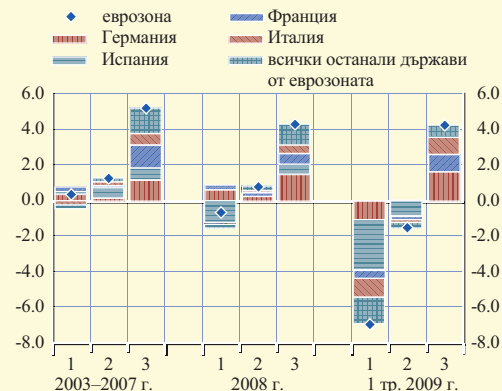 еврозона
Германия
Испания
Франция
Италия
всички останали държави
от еврозоната
6.0 6.0
4.0 4.0
2.0 2.0
0.0 0.0
-2.0 -2.0
-4.0 -4.0
-6.0 -6.0
-8.0 -8.0
1 2 3 1 2 3 1 2 3
2003–2007 г. 2008 г. 1 тр. 2009 г.